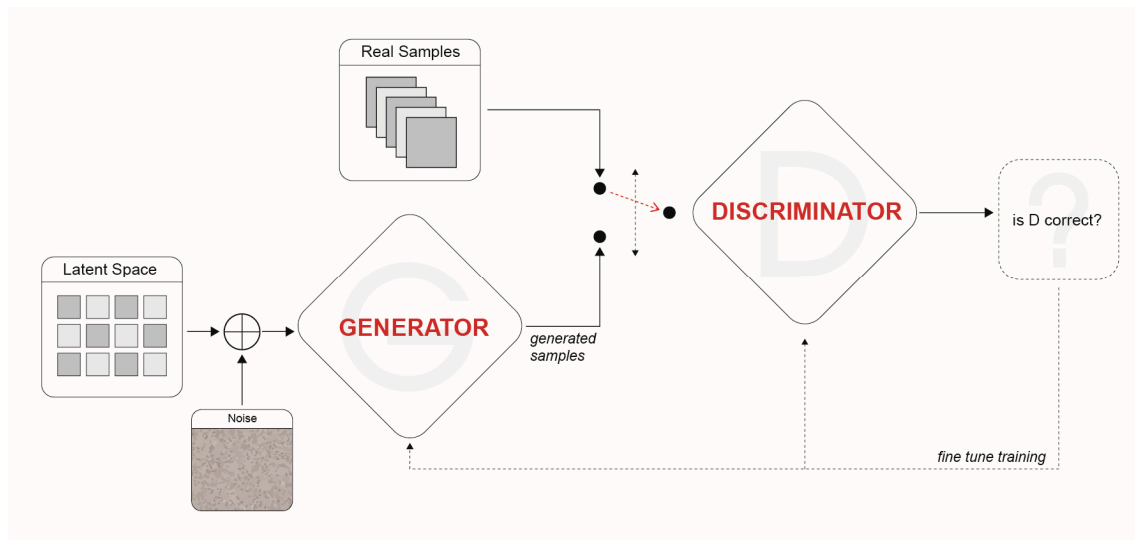 Real Samples
Latent Space
Noise
G
GENERATOR
generated
samples
D
DISCRIMINATOR
?
is D correct?
fine tune training